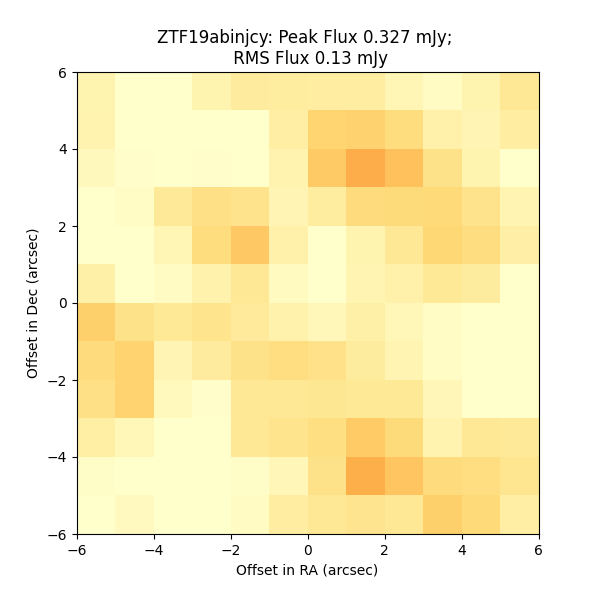 ZTF19abinjcy: Peak Flux 0.327 mJy;
RMS Flux 0.13 mJy
6
4
2
0
−2
−4
−6
Offset in Dec (arcsec)
−6 −4 −2 0 2 4 6
Offset in RA (arcsec)